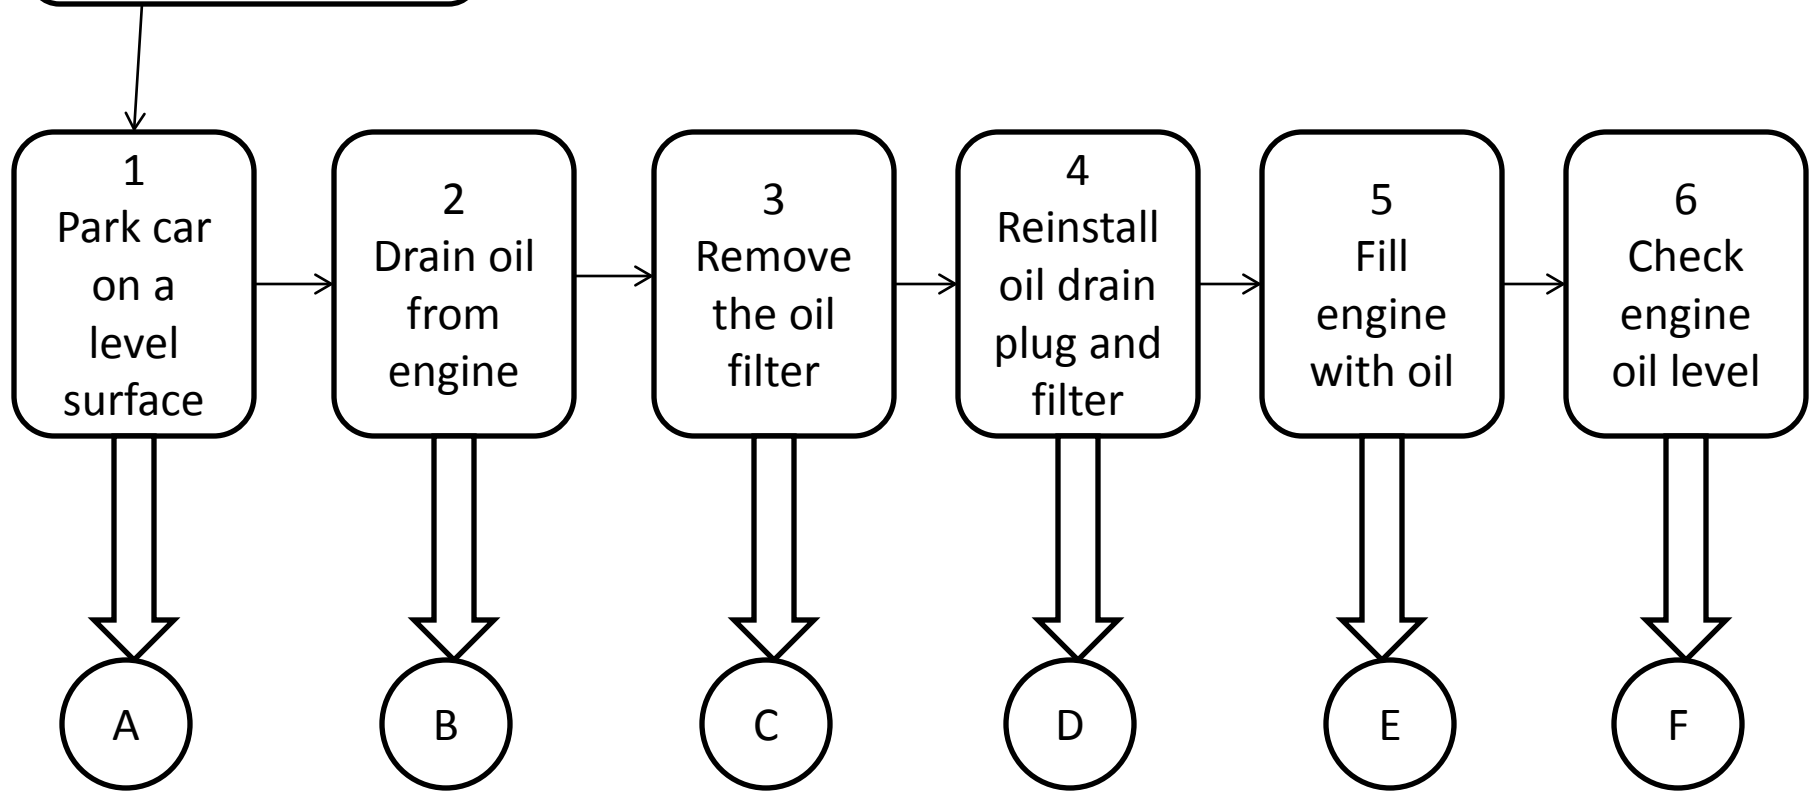 1
Park car
on a
level
surface
2
Drain oil
from
engine
3
Remove
the oil
filter
4
Reinstall
oil drain
plug and
filter
5
Fill
engine
with oil
6
Check
engine
oil level
A
B
C
D
E
F